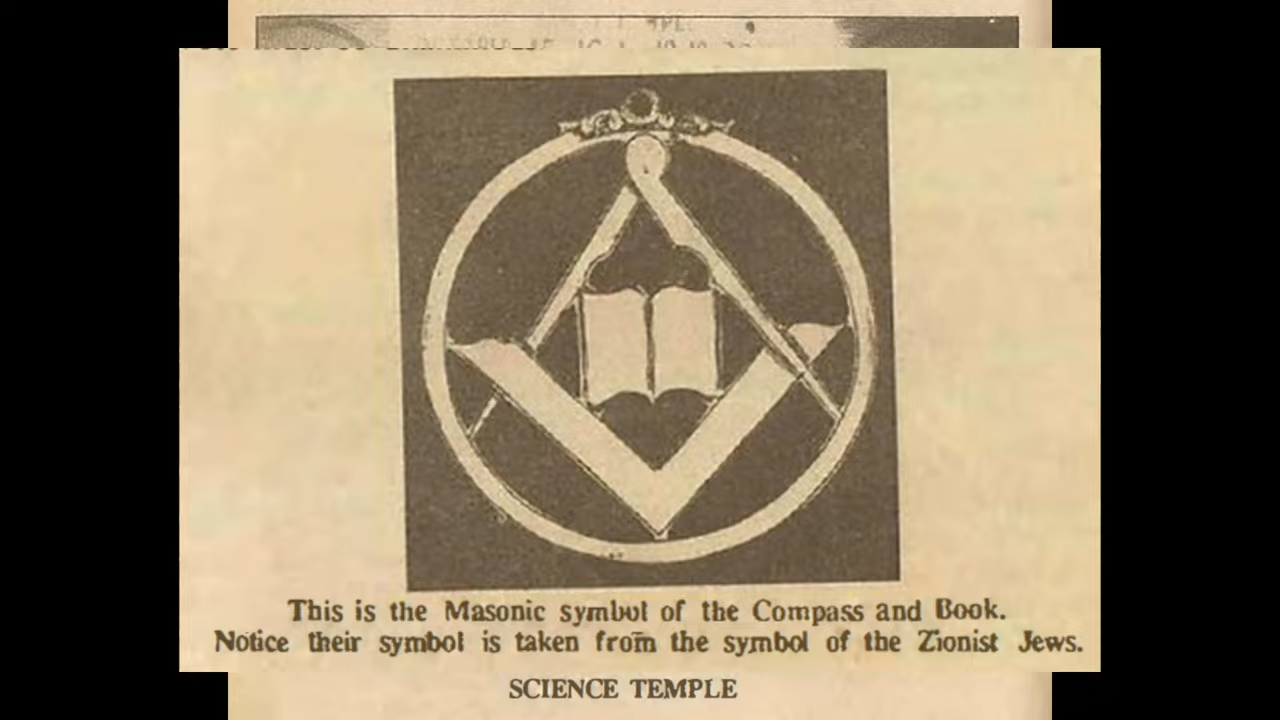 This is the Masonic symbol of the Compass and Book.
Notice their symbol is taken from the symbol of the Zionist Jews.
SCIENCE TEMPLE